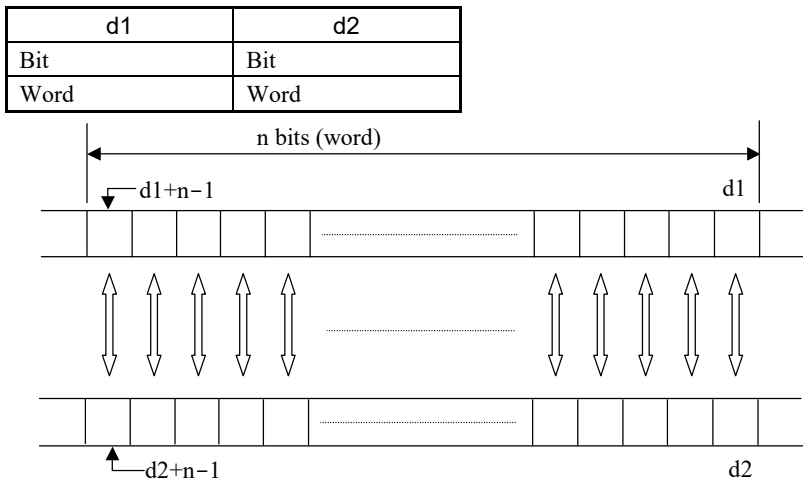 d1 d2
Bit Bit
Word Word
n bits (word)
d1+n−1 d1
d2+n−1 d2